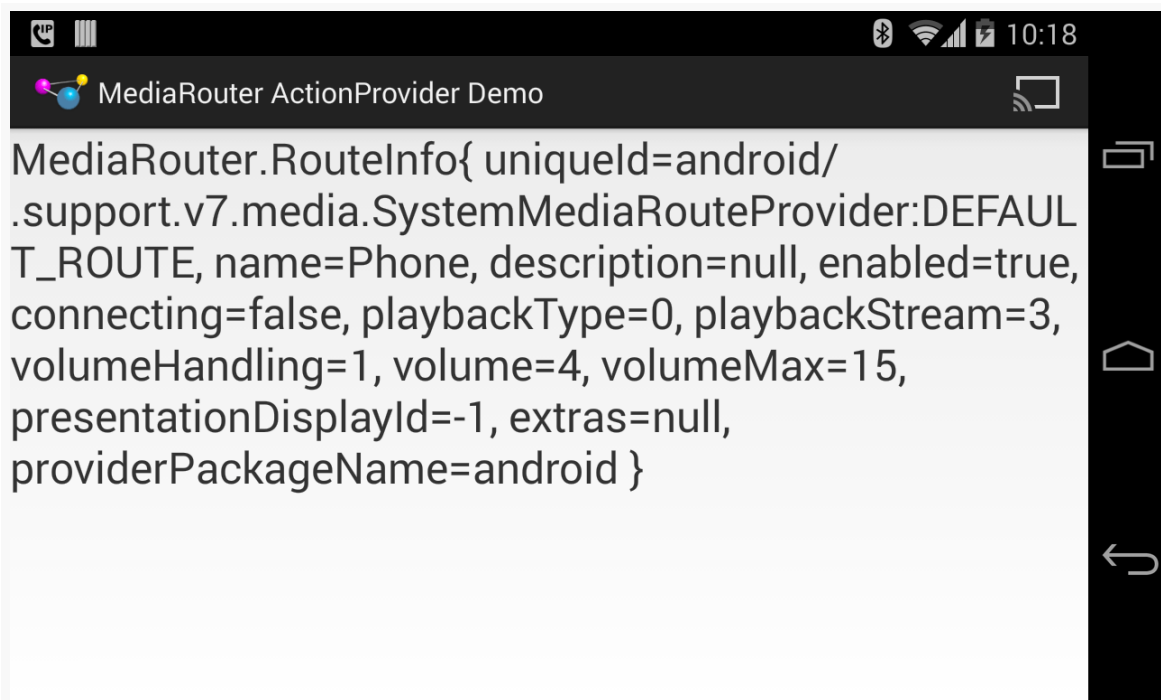 IP
10:18
MediaRouter ActionProvider Demo
MediaRouter.RouteInfo{ uniqueId=android/
.support.v7.media.SystemMediaRouteProvider:DEFAUL
T_ROUTE, name=Phone, description=null, enabled=true,
connecting=false, playbackType=0, playbackStream=3,
volumeHandling=1, volume=4, volumeMax=15,
presentationDisplayId=-1, extras=null,
providerPackageName=android }